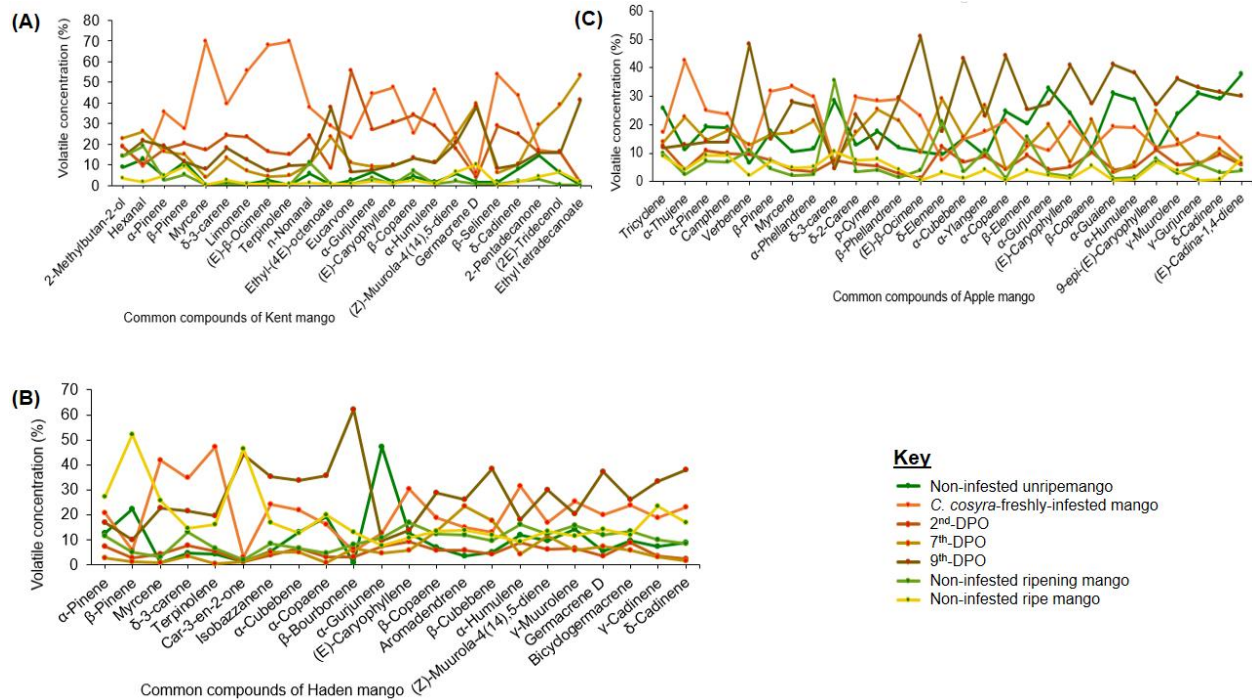 (A)
Volatile concentration (%)
80
70
60
50
40
30
20
10
0
2-Methylbutan-2-ol
Hexanal
α-Pinene
β-Pinene
Myrcene
δ-3-carene
Limonene
(E)-β-Ocimene
Terpinolene
n-Nonanal
Ethyl-(4E)-octenoate
Eucarvone
(E)-Caryophyllene
β-Copaene
α-Humulene
(Z)-Muurola-4(14),5-diene
Germacrene D
β-Selinene
δ-Cadinene
2-Pentadecanone
(2E)-Tridecenol
Ethyl tetradecanoate
Common compounds of Kent mango
(C)
Volatile concentration (%)
60
50
40
30
20
10
0
Tricyclene
α-Thujene
α-Pinene
Camphene
Verbenene
β-Pinene
Myrcene
α-Phellandrene
δ-3-carene
δ-2-Carene
p-Cymene
β-Phellandrene
(E)-β-Ocimene
δ-Elemene
α-Cubebene
α-Ylangene
α-Copaene
β-Elemene
α-Gurjunene
(E)-Caryophyllene
β-Copaene
α-Guaiene
α-Humulene
9-epi-(E)-Caryophyllene
γ-Muurolene
γ-Gurjunene
δ-Cadinene
(E)-Cadina-1,4-diene
Common compounds of Apple mango
(B)
Volatile concentration (%)
70
60
50
40
30
20
10
0
α-Pinene
β-Pinene
Myrcene
δ-3-carene
Terpinolene
Car-3-en-2-one
Isobazzanene
α-Cubebene
α-Copaene
β-Bourbonene
α-Gurjunene
(E)-Caryophyllene
β-Copaene
Aromadendrene
β-Cubebene
α-Humulene
(Z)-Muurola-4(14),5-diene
γ-Muurolene
Germacrene D
Bicyclogermacrene
γ-Cadinene
δ-Cadinene
Common compounds of Haden mango
Key
Non-infested unripemango
C. cosyra-freshly-infested mango
2nd-DPO
7th-DPO
9th-DPO
Non-infested ripening mango
Non-infested ripe mango